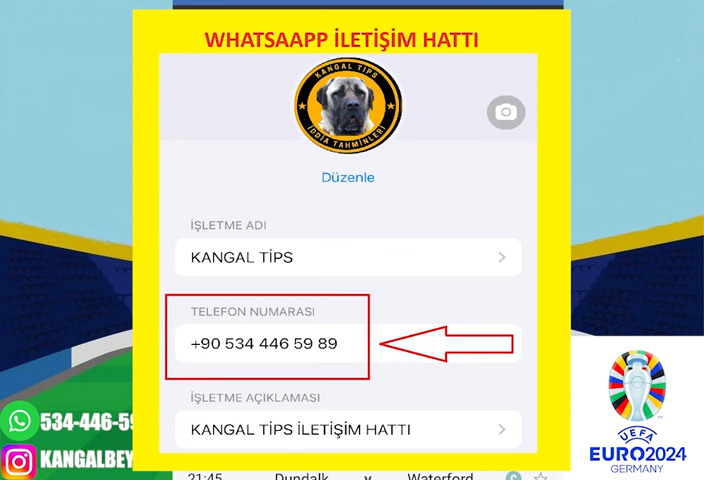 WHATSAAPP İLETİŞİM HATTI
KANGAL TIPS
İDDİA TAHMİNLERİ
Düzenle
İŞLETME ADI
KANGAL TİPS
TELEFON NUMARASI
+90 534 446 59 89
İŞLETME AÇIKLAMASI
KANGAL TİPS İLETİŞİM HATTI
534-446-59
KANGALBEY
UEFA
EURO2024
GERMANY
21:45 Dundalk v Waterford